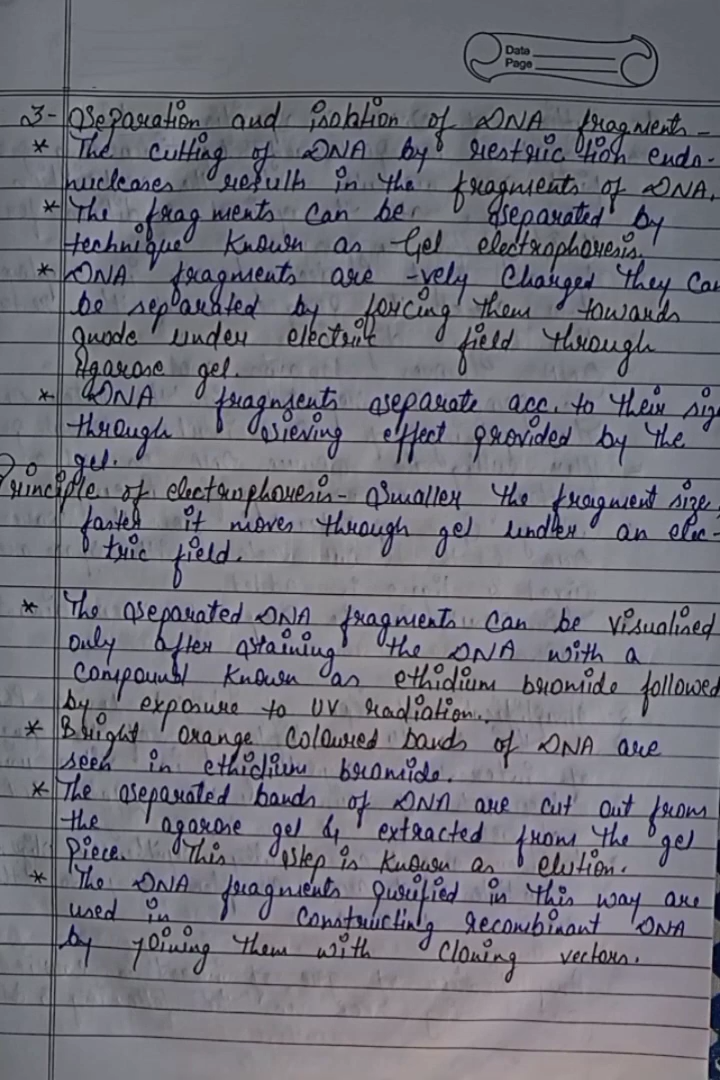 Date
Page
3- Separation and isolation of DNA fragments -
* The cutting of DNA by restriction endo-
nucleases results in the fragments of DNA.
* The fragments can be separated by
technique known as Gel electrophoresis.
* DNA fragments are -vely charged they can
be separated by forcing them towards
anode under electric field through
Agarose gel.
* DNA fragments separate acc. to their size
through sieving effect provided by the
gel.
Principle of electrophoresis - Smaller the fragment size,
faster it moves through gel under an elec-
tric field.
* The separated DNA fragments can be visualised
only after staining the DNA with a
compound known as ethidium bromide followed
by exposure to UV radiation.
* Bright orange coloured bands of DNA are
seen in ethidium bromide.
* The separated bands of DNA are cut out from
the agarose gel & extracted from the gel
piece. This step is known as elution.
* The DNA fragments purified in this way are
used in constructing recombinant DNA
by joining them with cloning vectors.